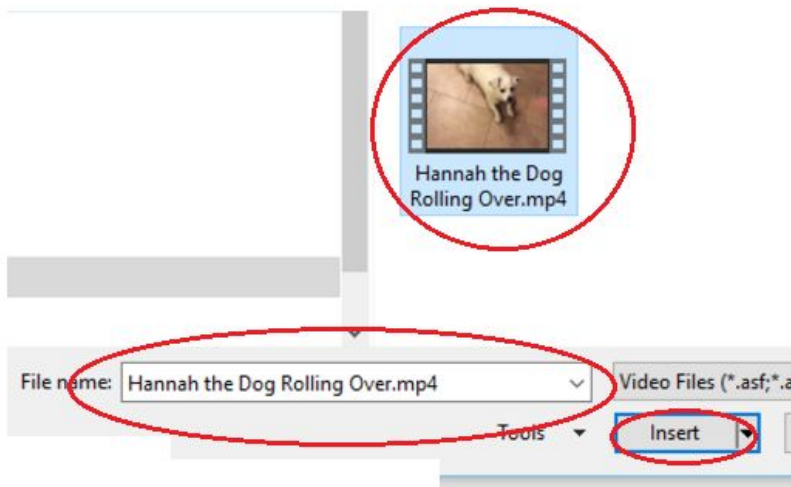 Hannah the Dog
Rolling Over.mp4
File name: Hannah the Dog Rolling Over.mp4 Video Files (*.asf;*.a
Tools Insert